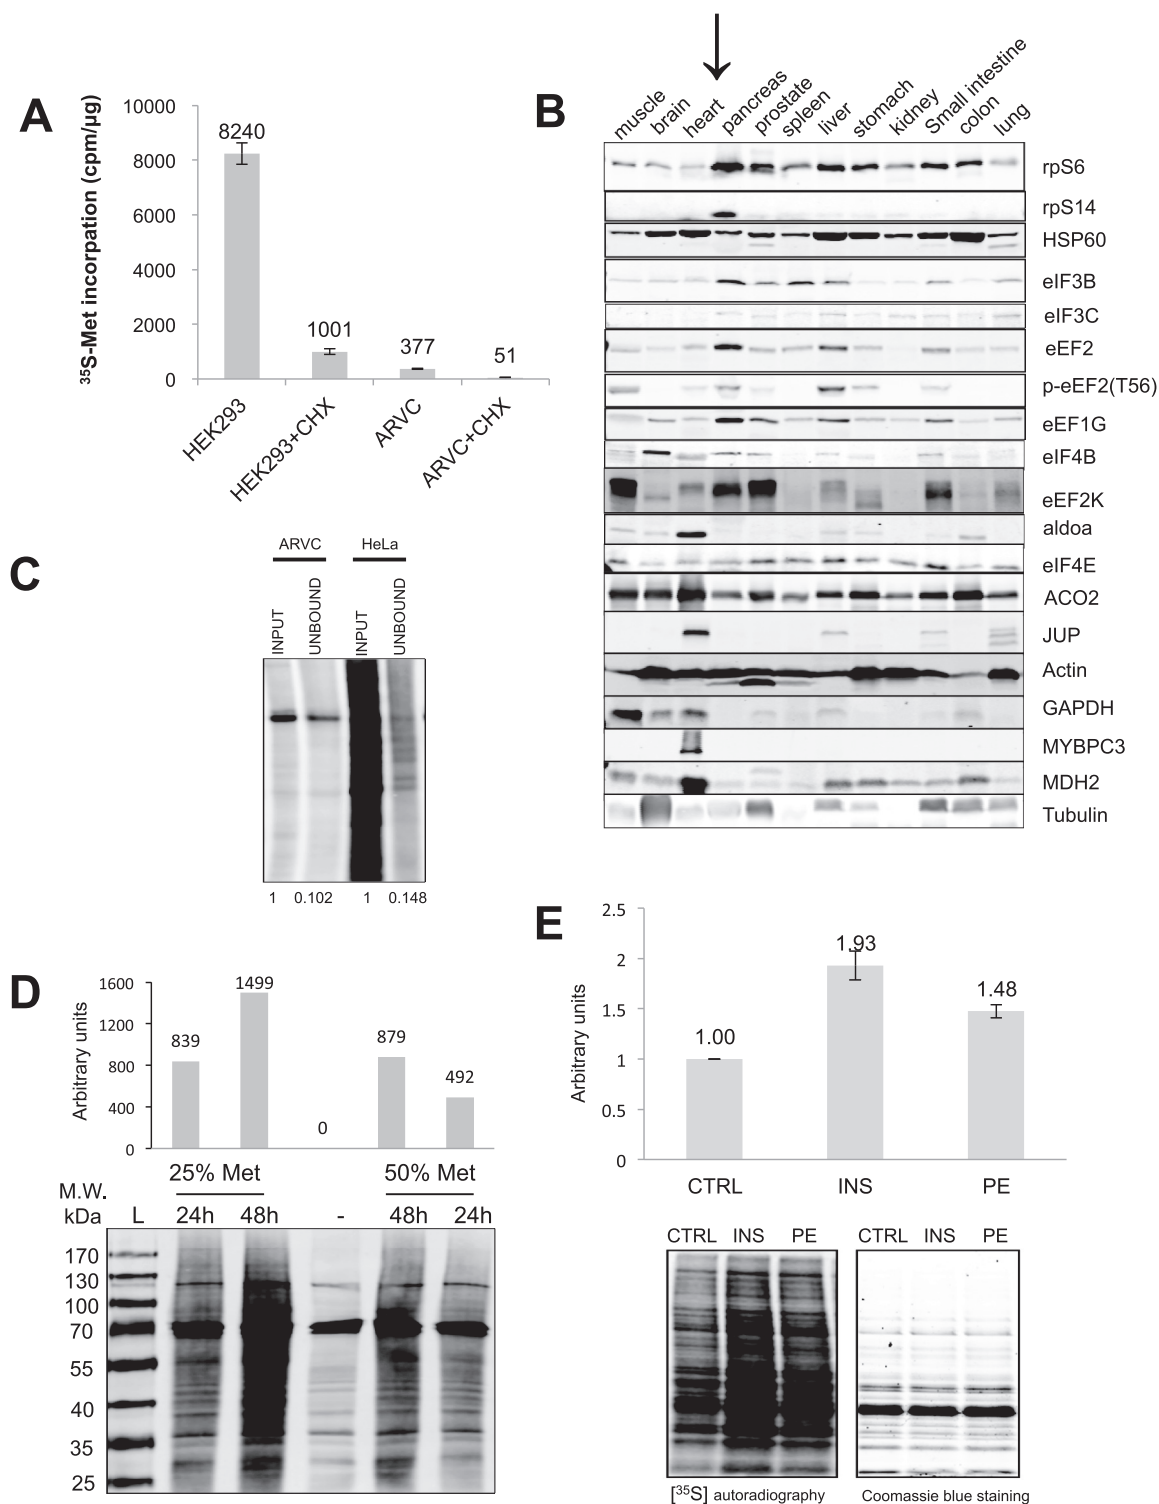 A
³⁵S-Met incorpation (cpm/µg)
10000
8000
6000
4000
2000
0
8240
1001
377
51
HEK293
HEK293+CHX
ARVC
ARVC+CHX
B
muscle
brain
heart
pancreas
prostate
spleen
liver
stomach
kidney
Small intestine
colon
lung
rpS6
rpS14
HSP60
eIF3B
eIF3C
eEF2
p-eEF2(T56)
eEF1G
eIF4B
eEF2K
aldoa
eIF4E
ACO2
JUP
Actin
GAPDH
MYBPC3
MDH2
Tubulin
C
ARVC HeLa
INPUT UNBOUND INPUT UNBOUND
1 0.102 1 0.148
D
Arbitrary units
1600
1200
800
400
0
839
1499
0
879
492
25% Met 50% Met
M.W.
kDa L 24h 48h - 48h 24h
170
130
100
70
55
40
35
25
E
Arbitrary units
2.5
2
1.5
1
0.5
0
1.00
1.93
1.48
CTRL INS PE
CTRL INS PE
CTRL INS PE
[³⁵S] autoradiography
Coomassie blue staining